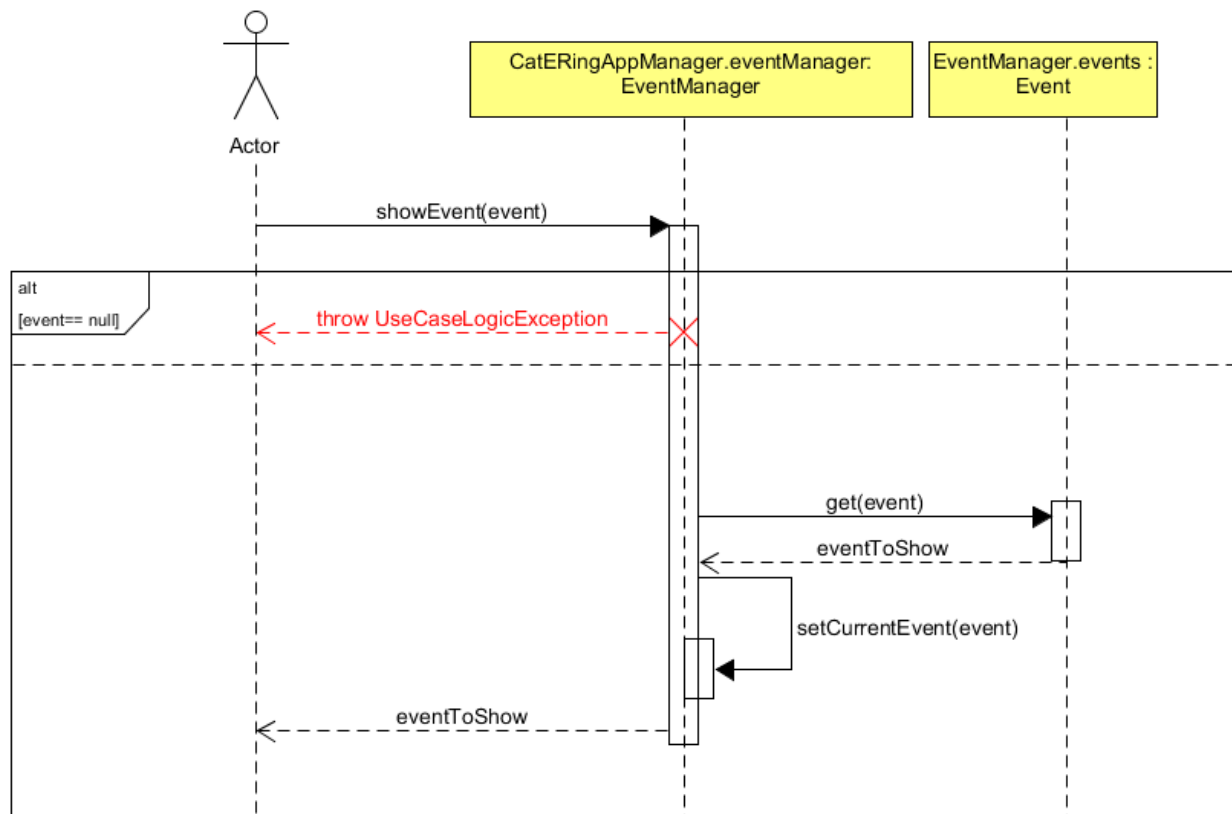 CatERingAppManager.eventManager:
EventManager
EventManager.events :
Event
Actor
showEvent(event)
alt
[event== null]
throw UseCaseLogicException
get(event)
eventToShow
setCurrentEvent(event)
eventToShow